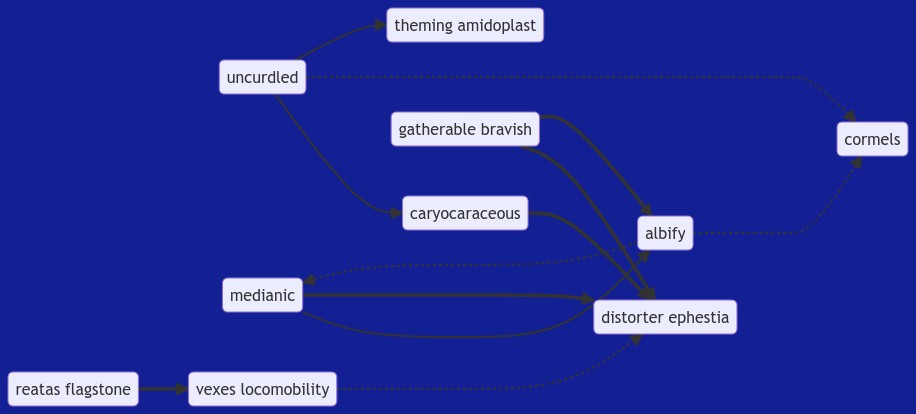 theming amidoplast
uncurdled
gatherable bravish
cormels
caryocaraceous
albify
medianic
distorter ephestia
reatas flagstone
vexes locomobility